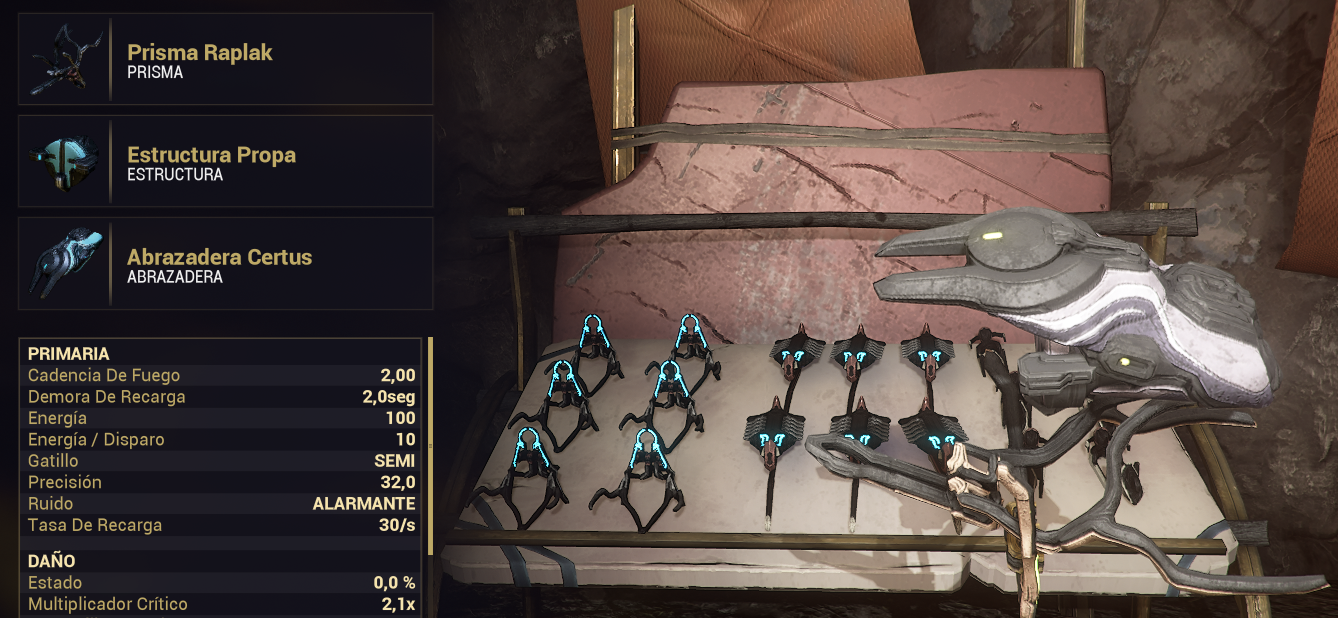 Prisma Raplak
PRISMA
Estructura Propa
ESTRUCTURA
Abrazadera Certus
ABRAZADERA
PRIMARIA
Cadencia De Fuego 2,00
Demora De Recarga 2,0seg
Energía 100
Energía / Disparo 10
Gatillo SEMI
Precisión 32,0
Ruido ALARMANTE
Tasa De Recarga 30/s
DAÑO
Estado 0,0 %
Multiplicador Crítico 2,1x